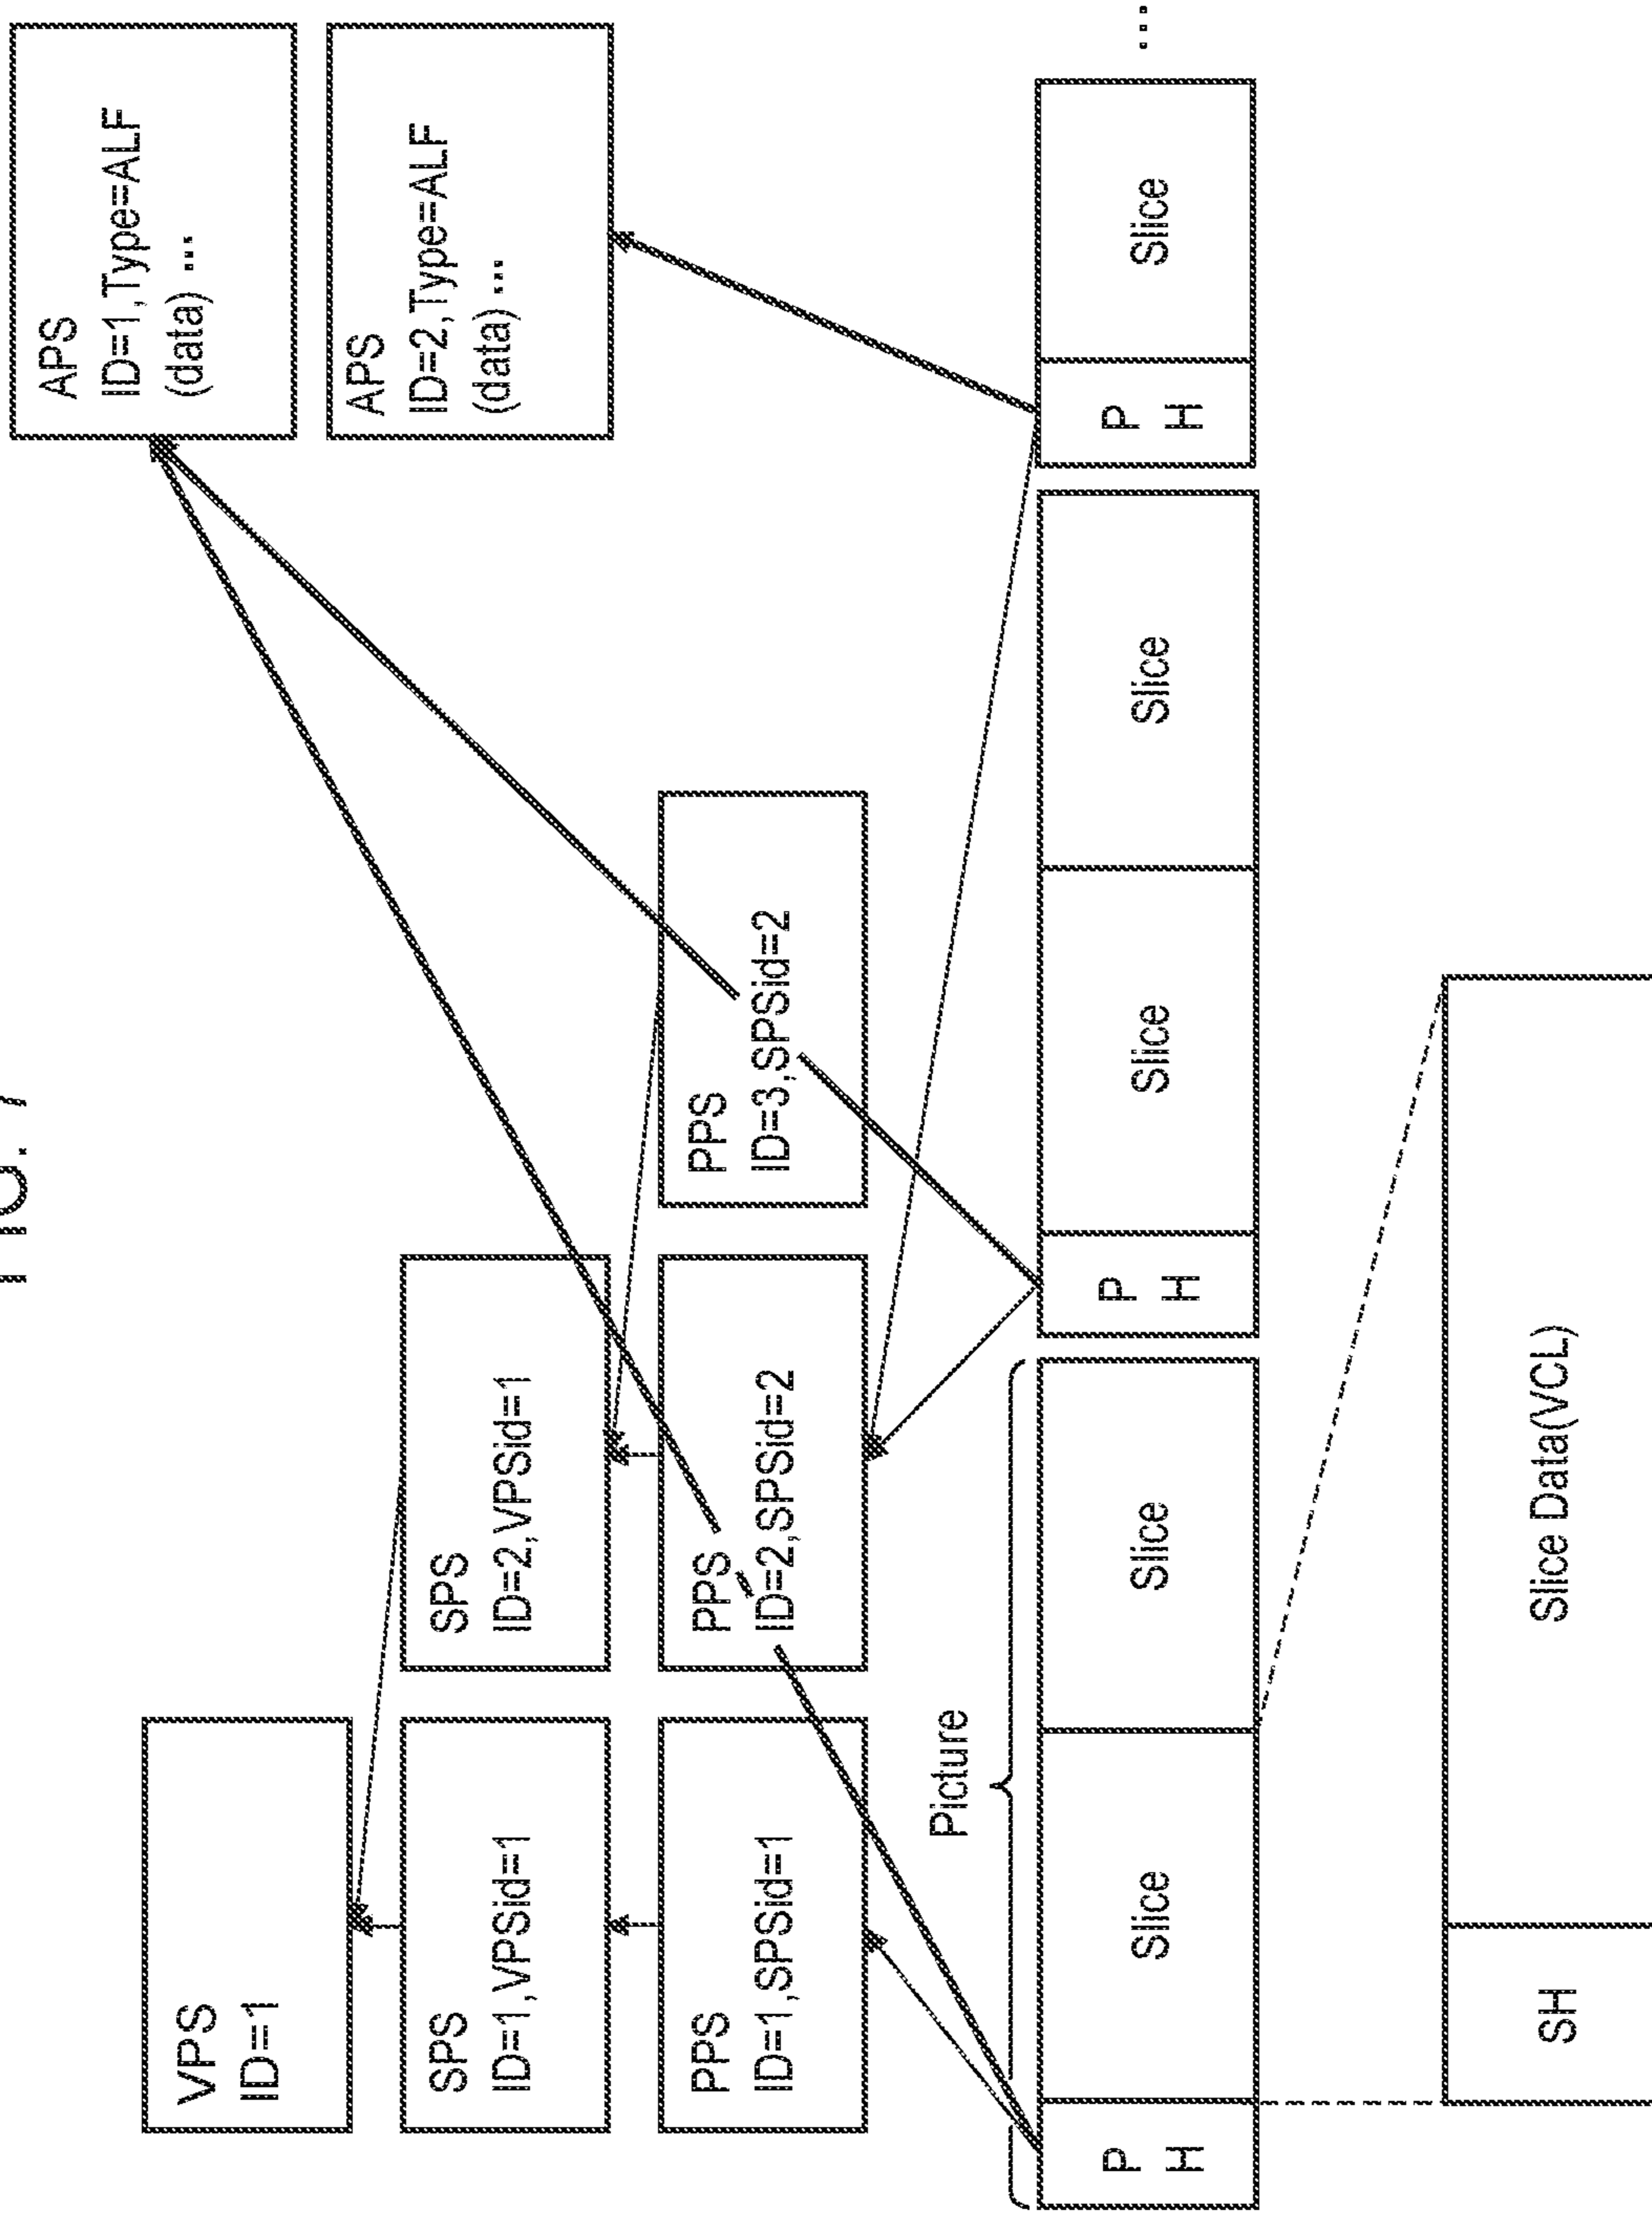 FIG. 7
VPS
ID=1
SPS
ID=1,VPSid=1
SPS
ID=2,VPSid=1
PPS
ID=1,SPSid=1
PPS
ID=2,SPSid=2
PPS
ID=3,SPSid=2
APS
ID=1,Type=ALF
(data) ...
APS
ID=2,Type=ALF
(data) ...
Picture
P
H
Slice
Slice
P
H
Slice
Slice
P
H
Slice
...
SH
Slice Data(VCL)